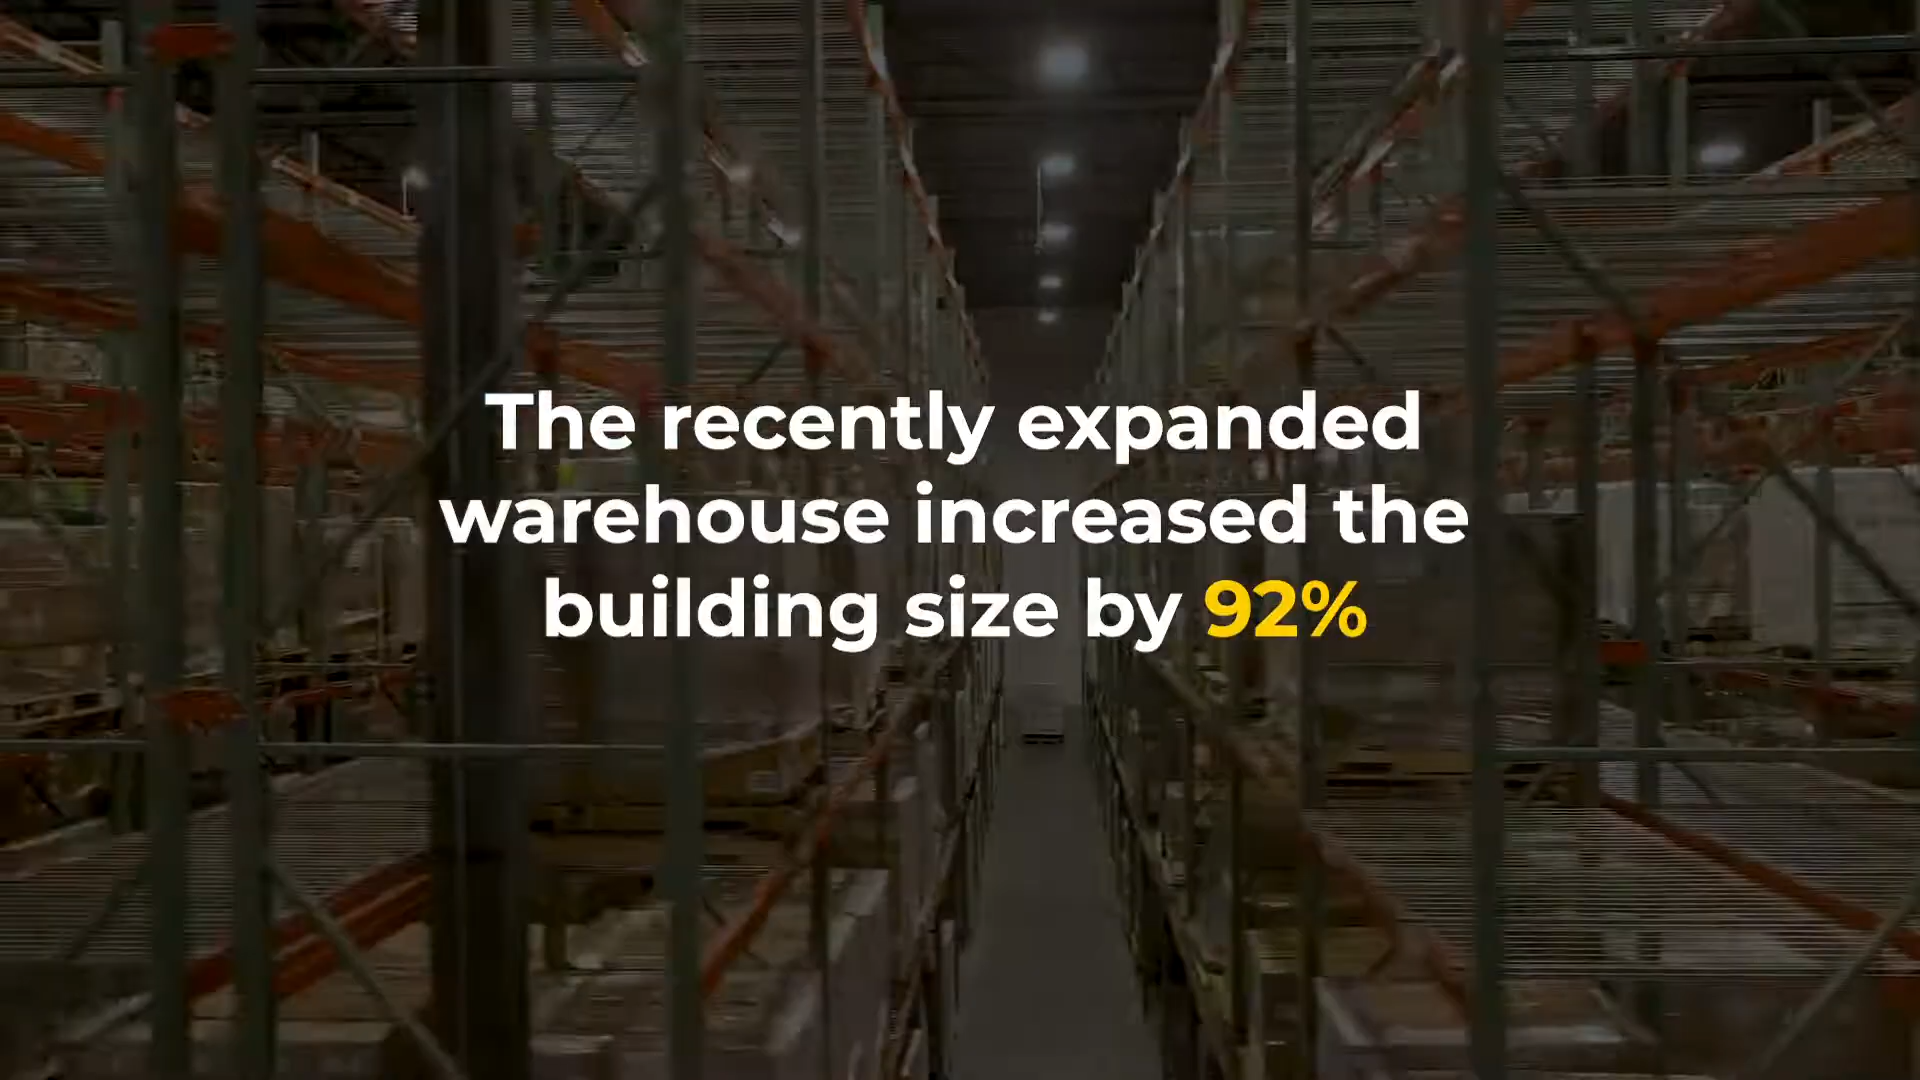 The recently expanded
warehouse increased the
building size by 92%